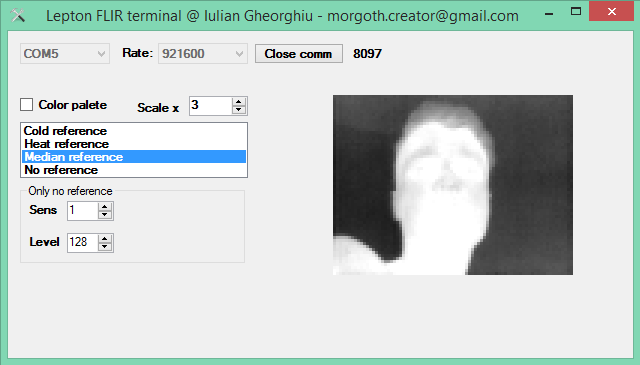 Lepton FLIR terminal @ Iulian Gheorghiu - morgoth.creator@gmail.com
COM5 Rate: 921600 Close comm 8097
Color palete Scale x 3
Cold reference
Heat reference
Median reference
No reference
Only no reference
Sens 1
Level 128